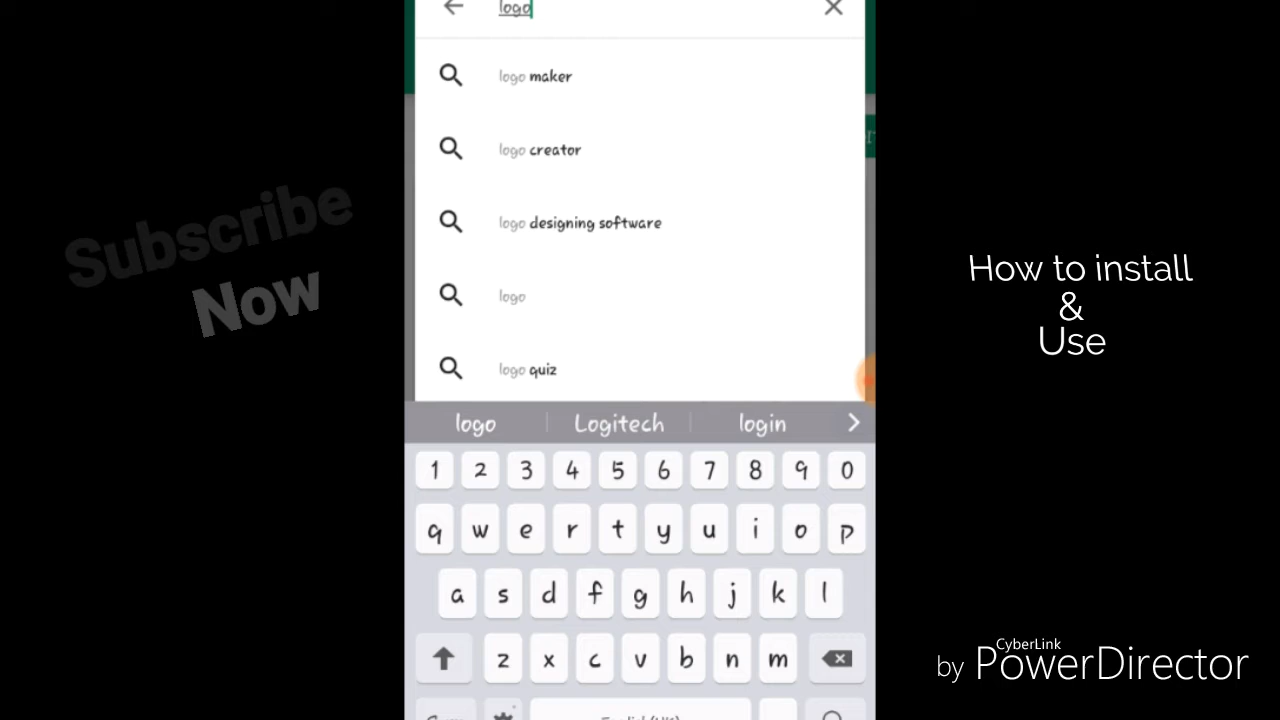 logo
logo maker
logo creator
logo designing software
logo
logo quiz
logo Logitech login
1 2 3 4 5 6 7 8 9 0
q w e r t y u i o p
a s d f g h j k l
z x c v b n m
Subscribe
Now
How to install
&
Use
CyberLink
by PowerDirector